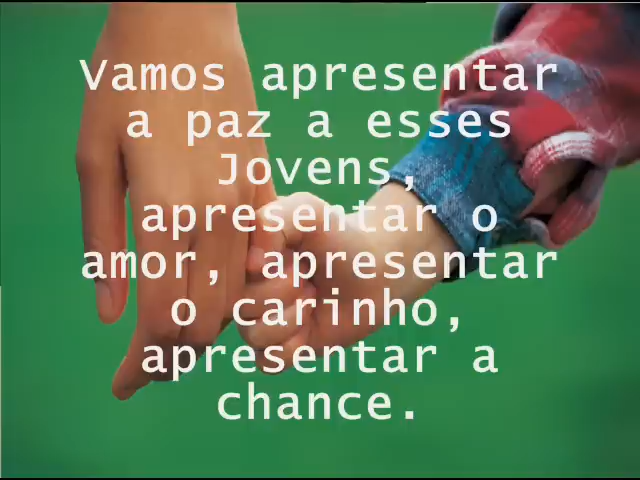 Vamos apresentar
a paz a esses
Jovens,
apresentar o
amor, apresentar
o carinho,
apresentar a
chance.